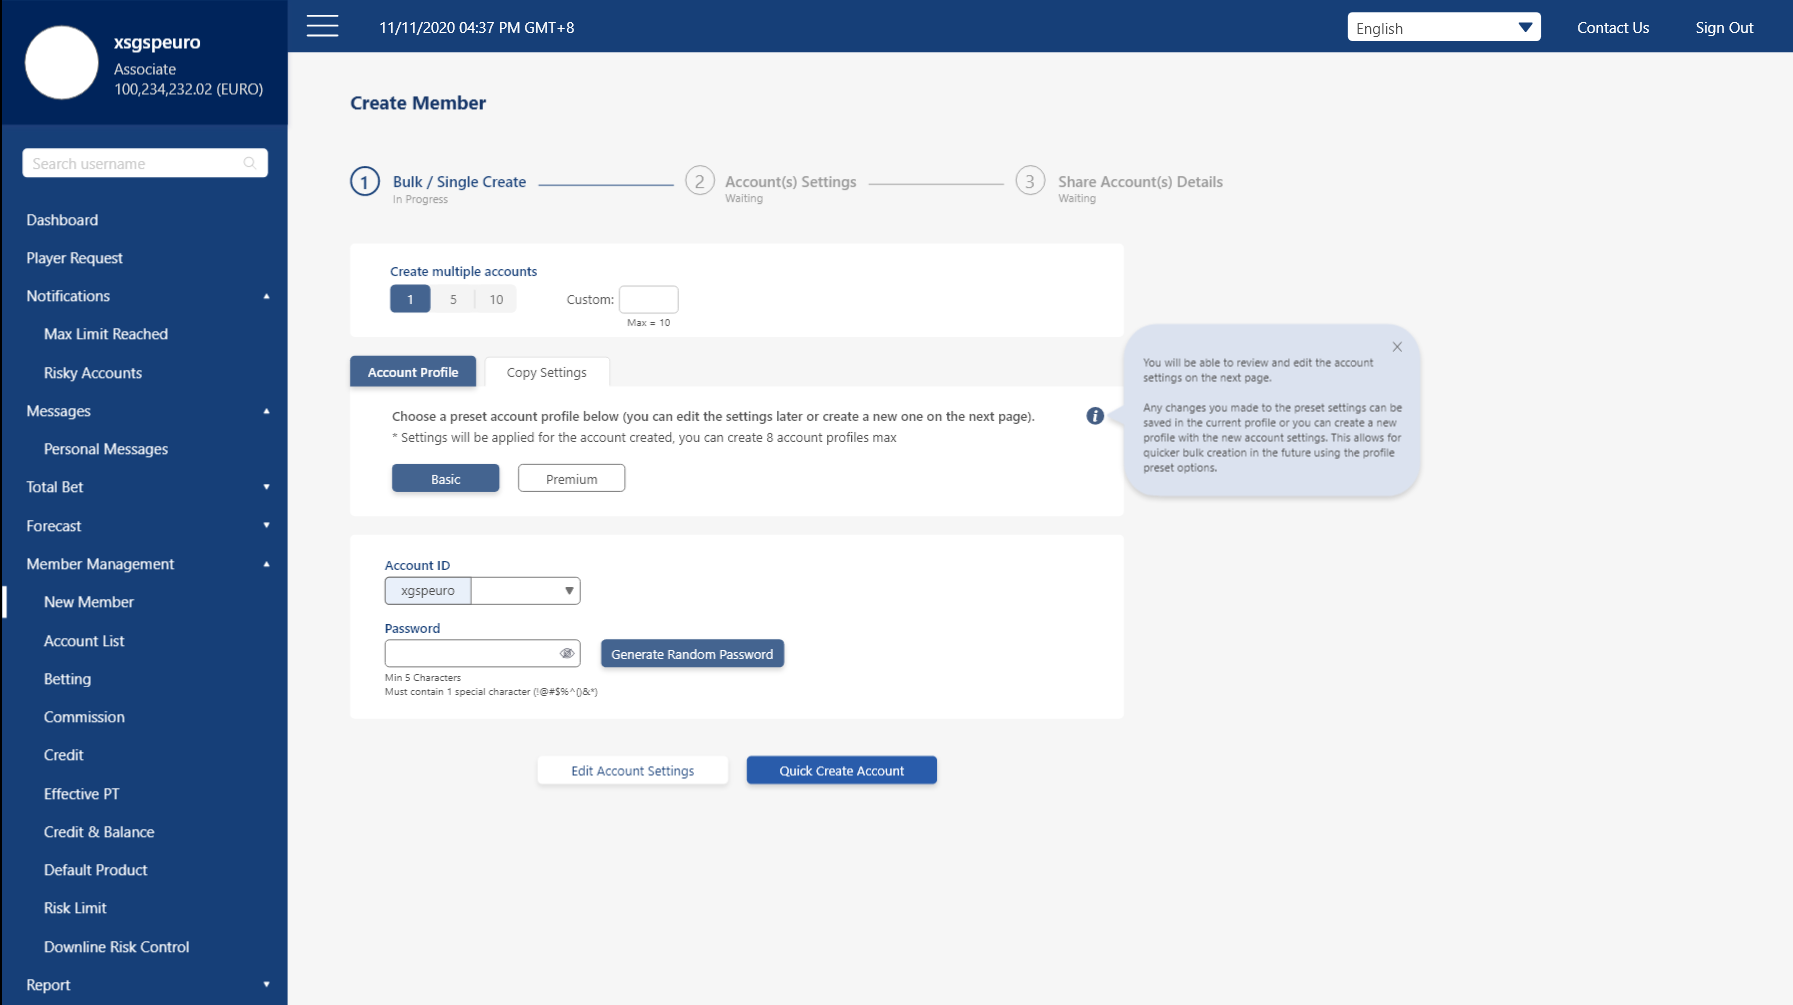 xsgspeuro
Associate
100,234,232.02 (EURO)
11/11/2020 04:37 PM GMT+8
English
Contact Us
Sign Out
Search username
Dashboard
Player Request
Notifications
Max Limit Reached
Risky Accounts
Messages
Personal Messages
Total Bet
Forecast
Member Management
New Member
Account List
Betting
Commission
Credit
Effective PT
Credit & Balance
Default Product
Risk Limit
Downline Risk Control
Report
Create Member
1 Bulk / Single Create
In Progress
2 Account(s) Settings
Waiting
3 Share Account(s) Details
Waiting
Create multiple accounts
1 5 10 Custom:
Max = 10
Account Profile Copy Settings
Choose a preset account profile below (you can edit the settings later or create a new one on the next page).
* Settings will be applied for the account created, you can create 8 account profiles max
Basic Premium
i
You will be able to review and edit the account
settings on the next page.
Any changes you made to the preset settings can be
saved in the current profile or you can create a new
profile with the new account settings. This allows for
quicker bulk creation in the future using the profile
preset options.
Account ID
xgspeuro
Password
Generate Random Password
Min 5 Characters
Must contain 1 special character (!@#$%^()&*)
Edit Account Settings Quick Create Account